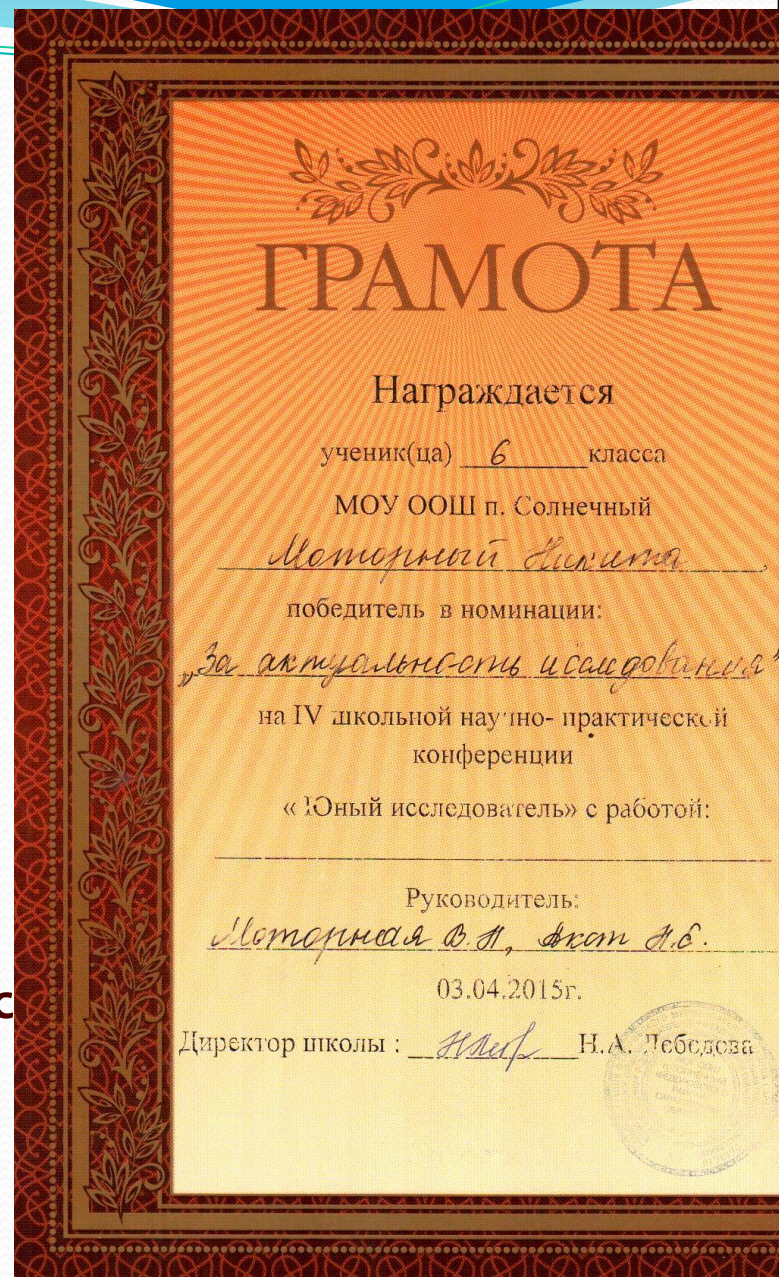 ГРАМОТА
Награждается
ученик(ца) 6 класса
МОУ ООШ п. Солнечный
Моторный Никита,
победитель в номинации:
„За актуальность исследования"
на IV школьной научно- практической
конференции
« Юный исследователь» с работой:
Руководитель:
Моторная В.Н,
03.04.2015г.
с
Директор школы : Н.А. Лебедева